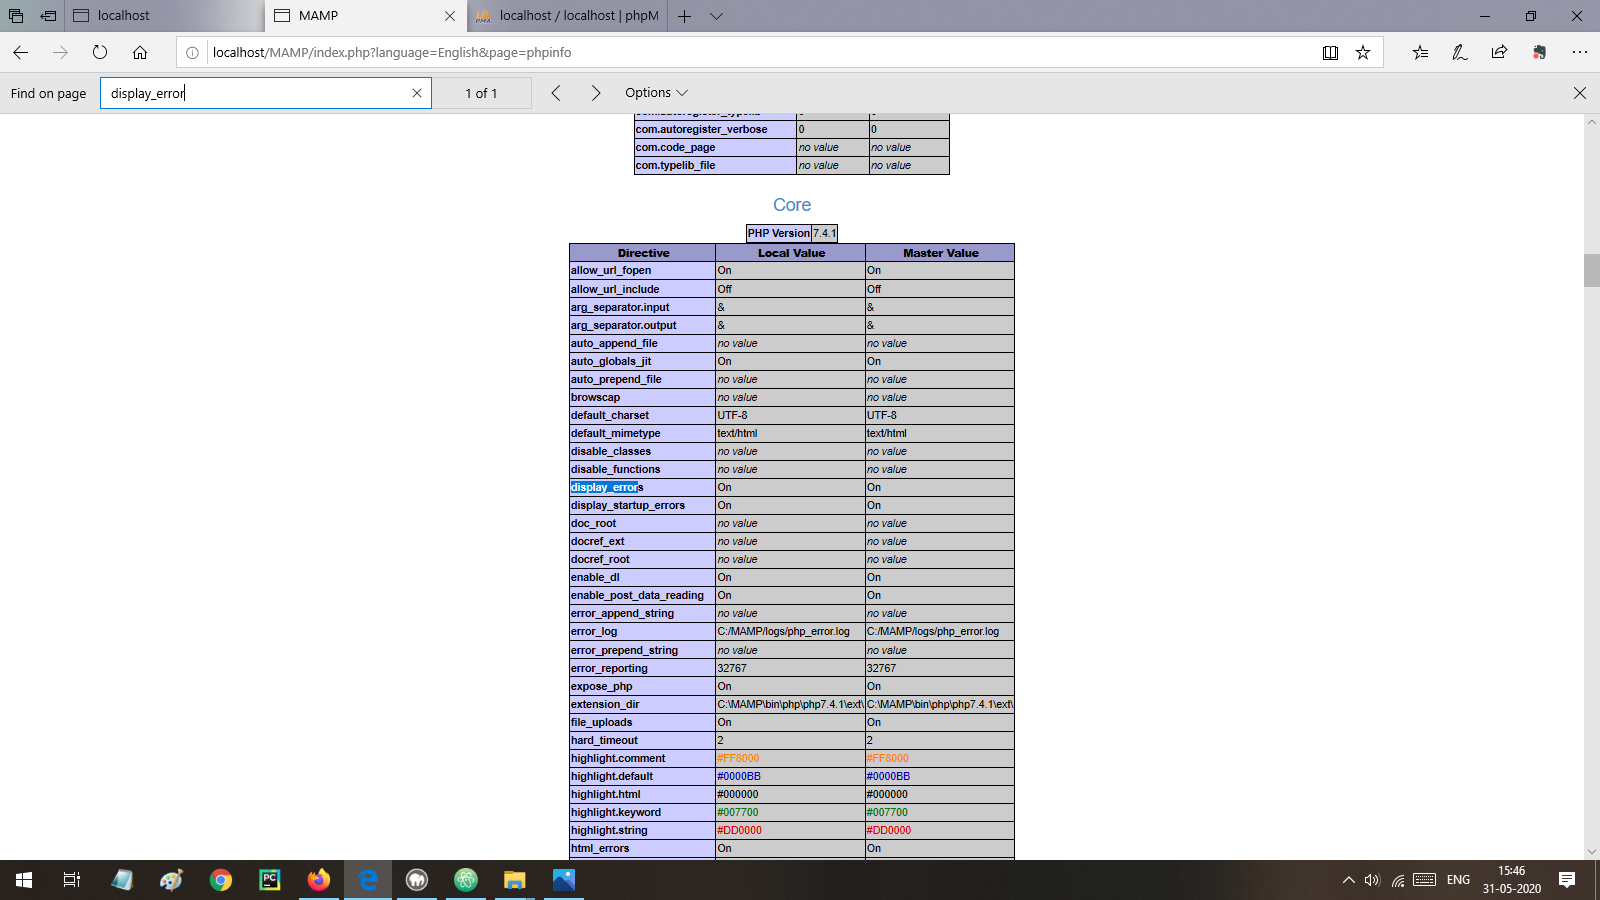 localhost
MAMP
localhost / localhost | phpM
localhost/MAMP/index.php?language=English&page=phpinfo
Find on page
display_error
1 of 1
Options
com.autoregister_verbose 0 0
com.code_page no value no value
com.typelib_file no value no value
Core
PHP Version 7.4.1
Directive Local Value Master Value
allow_url_fopen On On
allow_url_include Off Off
arg_separator.input & &
arg_separator.output & &
auto_append_file no value no value
auto_globals_jit On On
auto_prepend_file no value no value
browscap no value no value
default_charset UTF-8 UTF-8
default_mimetype text/html text/html
disable_classes no value no value
disable_functions no value no value
display_errors On On
display_startup_errors On On
doc_root no value no value
docref_ext no value no value
docref_root no value no value
enable_dl On On
enable_post_data_reading On On
error_append_string no value no value
error_log C:/MAMP/logs/php_error.log C:/MAMP/logs/php_error.log
error_prepend_string no value no value
error_reporting 32767 32767
expose_php On On
extension_dir C:\MAMP\bin\php\php7.4.1\ext\ C:\MAMP\bin\php\php7.4.1\ext\
file_uploads On On
hard_timeout 2 2
highlight.comment #FF8000 #FF8000
highlight.default #0000BB #0000BB
highlight.html #000000 #000000
highlight.keyword #007700 #007700
highlight.string #DD0000 #DD0000
html_errors On On
ENG
15:46
31-05-2020